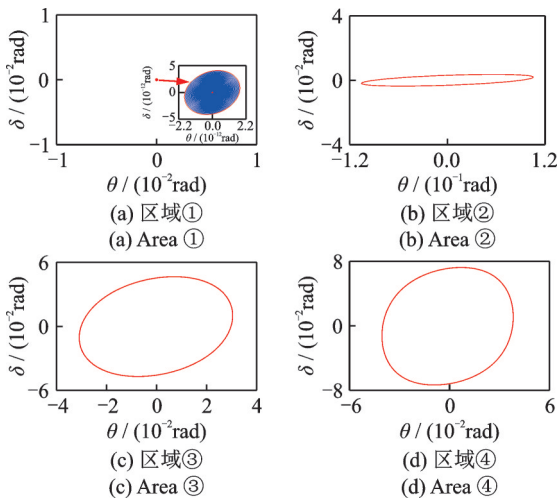 1
0
-1
δ / (10⁻²rad)
5
0
-5
δ / (10⁻¹²rad)
-2.2 0.0 2.2
θ / (10⁻¹²rad)
-1 0 1
θ / (10⁻²rad)
(a) 区域①
(a) Area ①
4
0
-4
δ / (10⁻²rad)
-1.2 0.0 1.2
θ / (10⁻¹rad)
(b) 区域②
(b) Area ②
6
0
-6
δ / (10⁻²rad)
-4 -2 0 2 4
θ / (10⁻²rad)
(c) 区域③
(c) Area ③
8
0
-8
δ / (10⁻²rad)
-6 0 6
θ / (10⁻²rad)
(d) 区域④
(d) Area ④